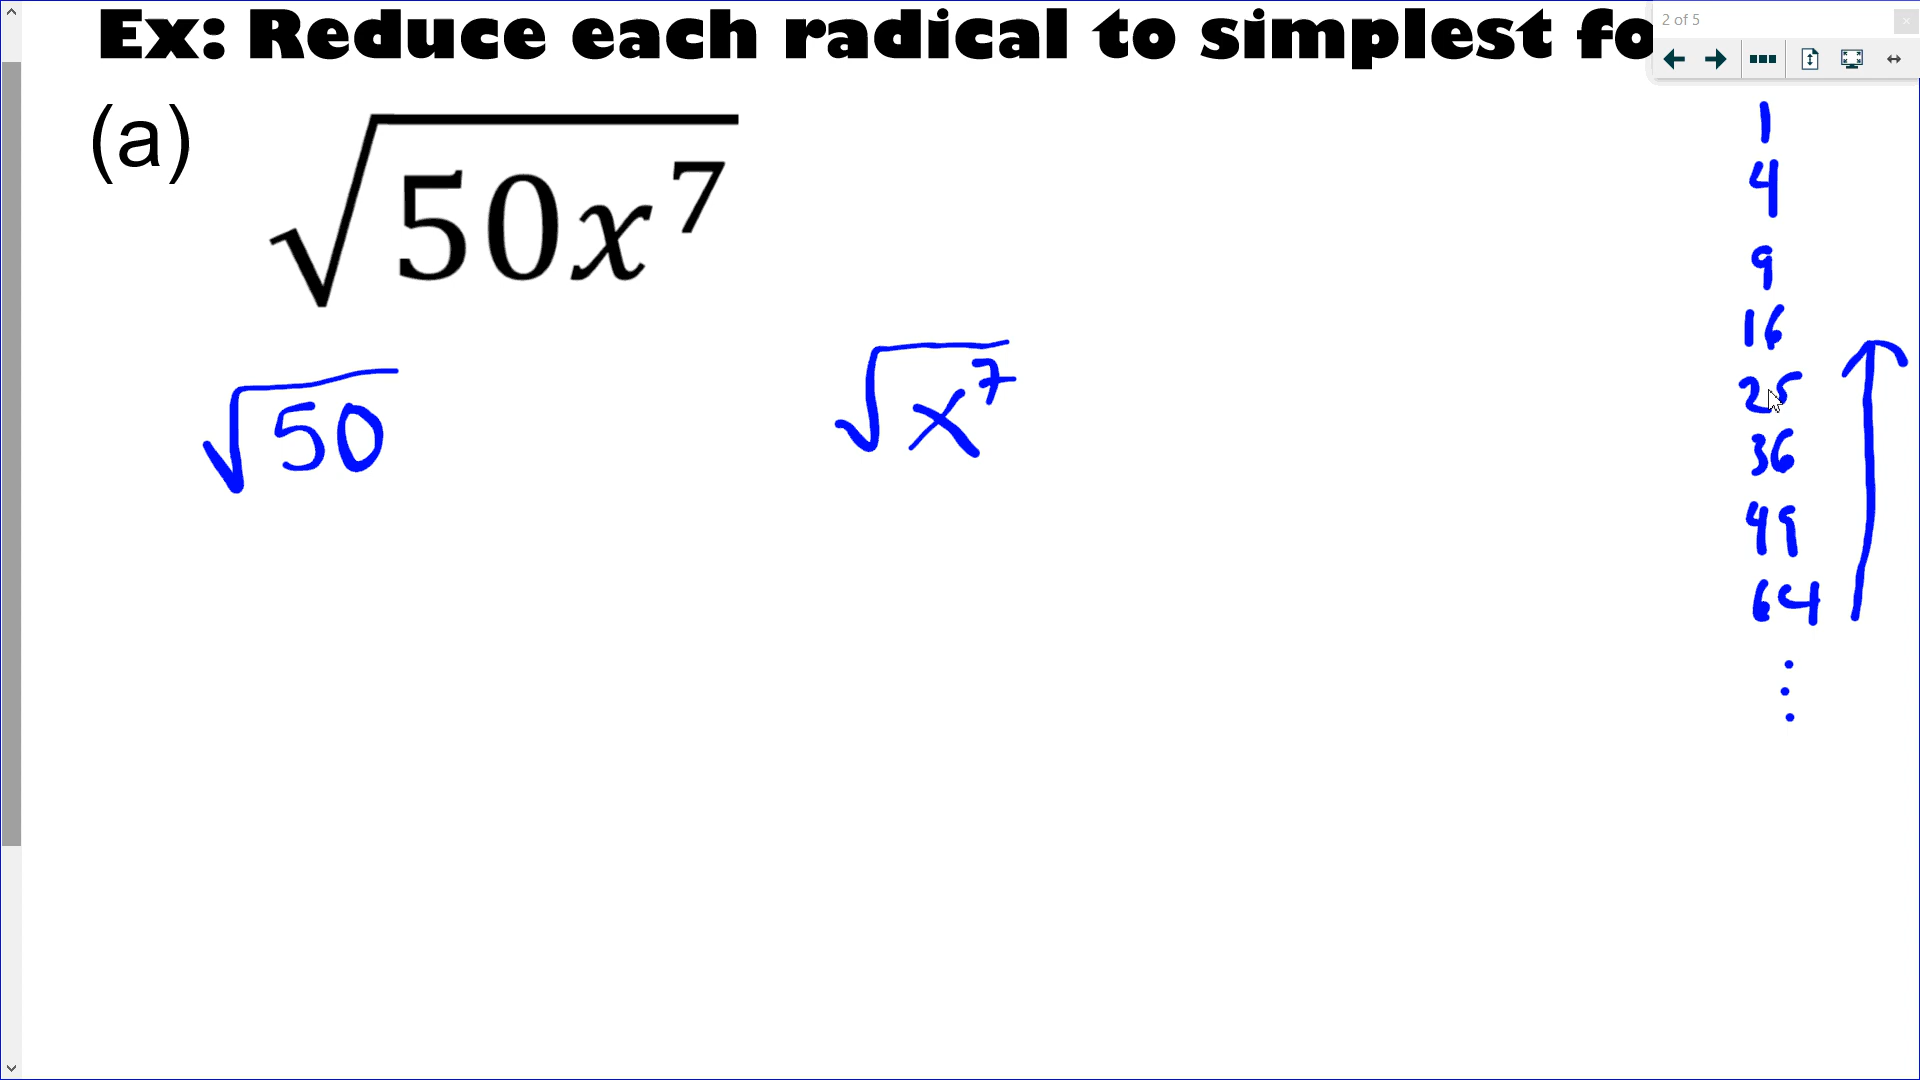 Ex: Reduce each radical to simplest fo
2 of 5
(a)
√50x⁷
√50
√x⁷
1
4
9
16
25
36
49
64
⋮